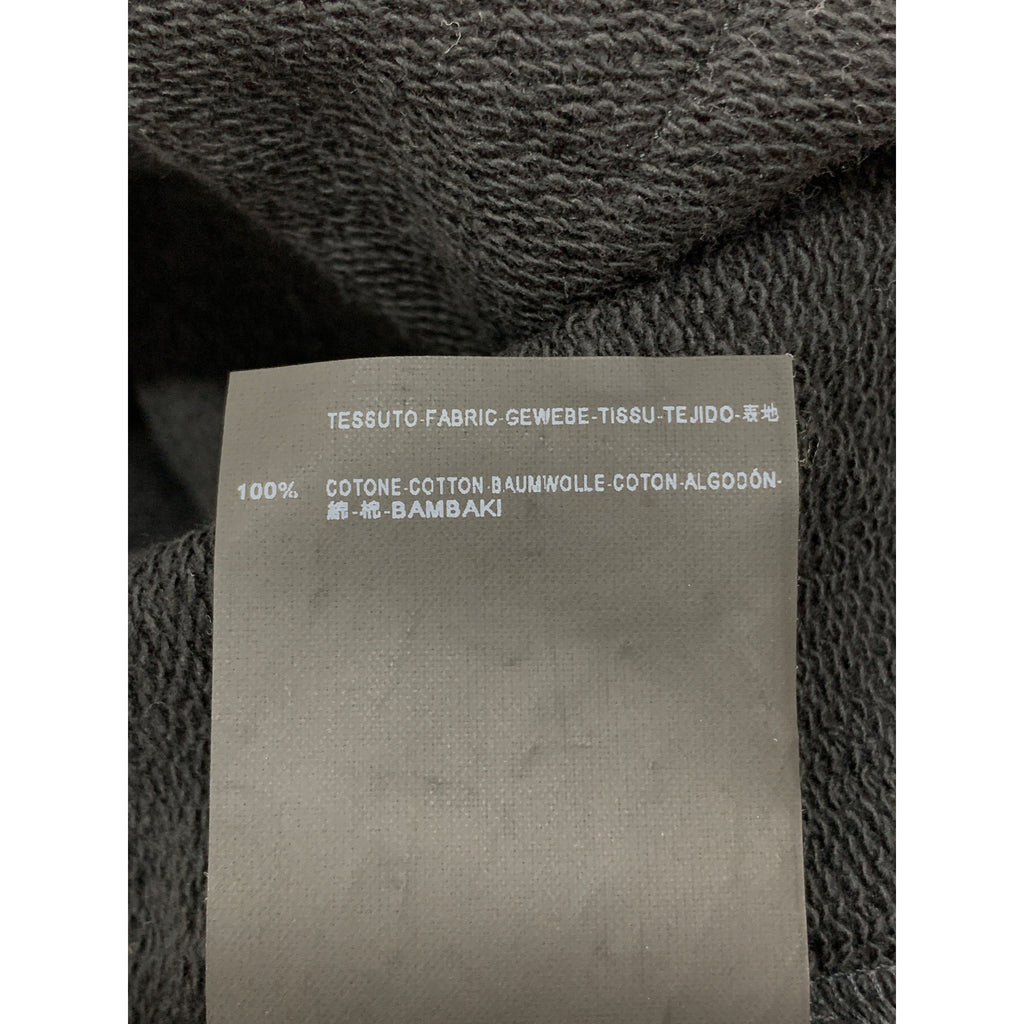 TESSUTO-FABRIC-GEWEBE-TISSU-TEJIDO-表地
100% COTONE-COTTON-BAUMWOLLE-COTON-ALGODÓN-
綿-棉-BAMBAKI